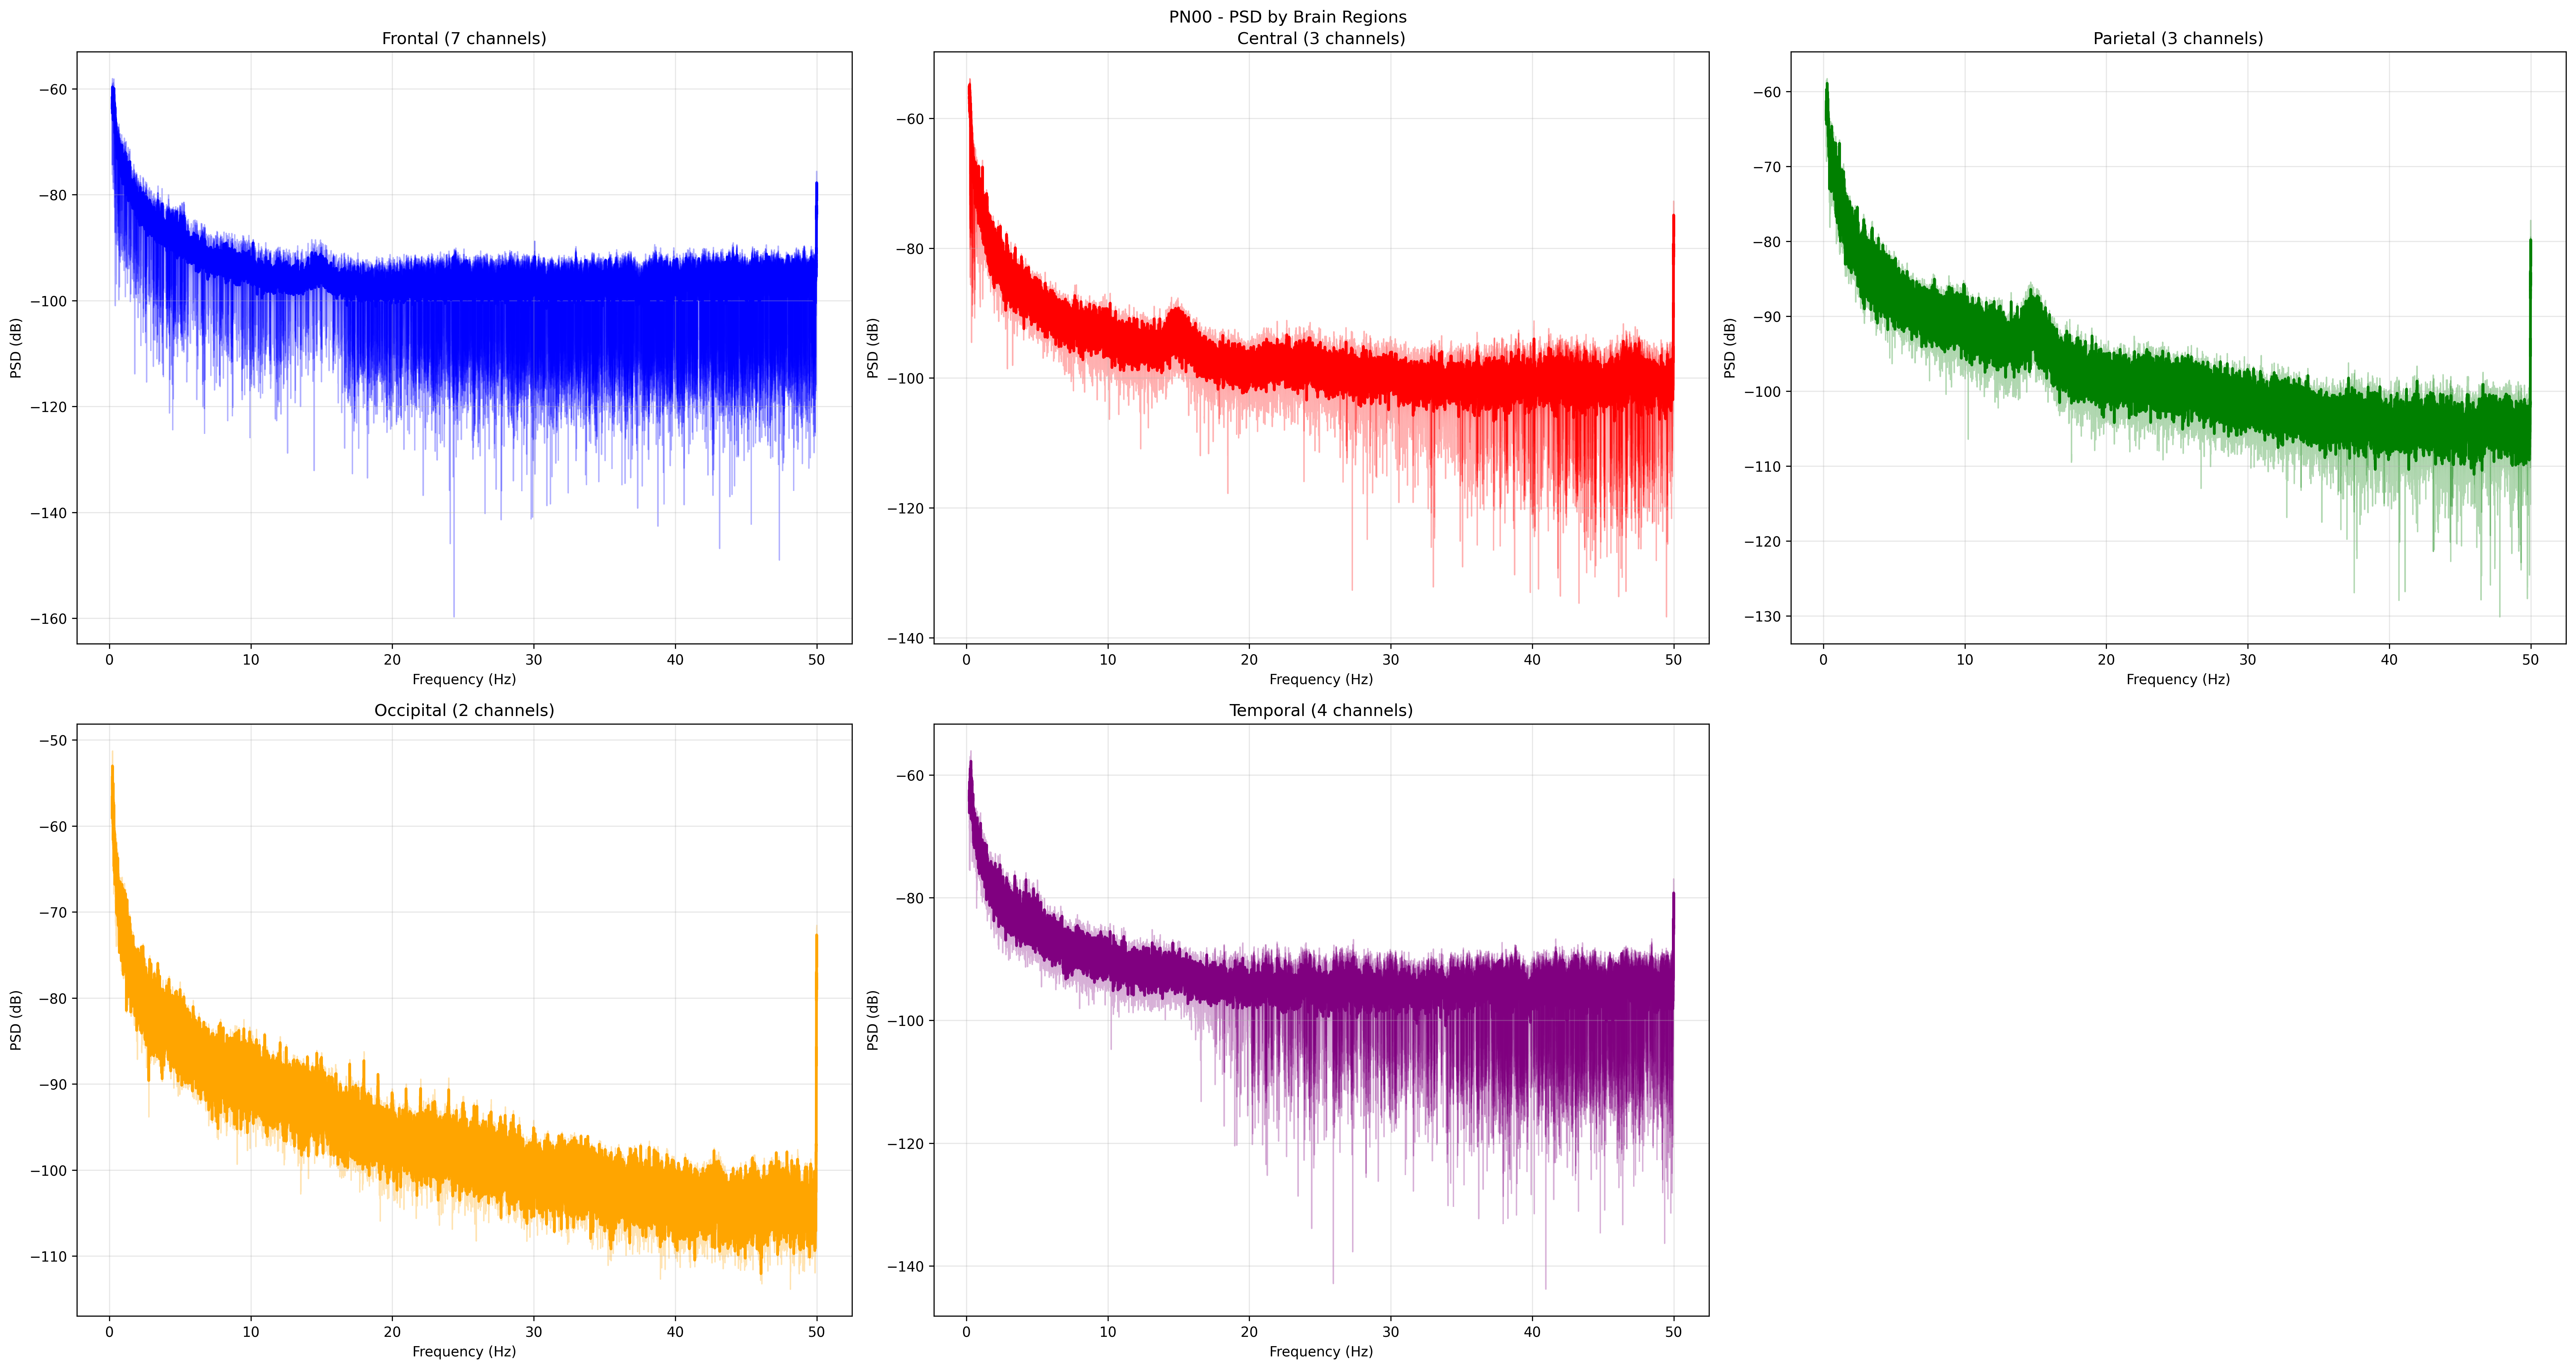 PN00 - PSD by Brain Regions
Frontal (7 channels)
PSD (dB)
−60
−80
−100
−120
−140
−160
0 10 20 30 40 50
Frequency (Hz)
Central (3 channels)
PSD (dB)
−60
−80
−100
−120
−140
0 10 20 30 40 50
Frequency (Hz)
Parietal (3 channels)
PSD (dB)
−60
−70
−80
−90
−100
−110
−120
−130
0 10 20 30 40 50
Frequency (Hz)
Occipital (2 channels)
PSD (dB)
−50
−60
−70
−80
−90
−100
−110
0 10 20 30 40 50
Frequency (Hz)
Temporal (4 channels)
PSD (dB)
−60
−80
−100
−120
−140
0 10 20 30 40 50
Frequency (Hz)